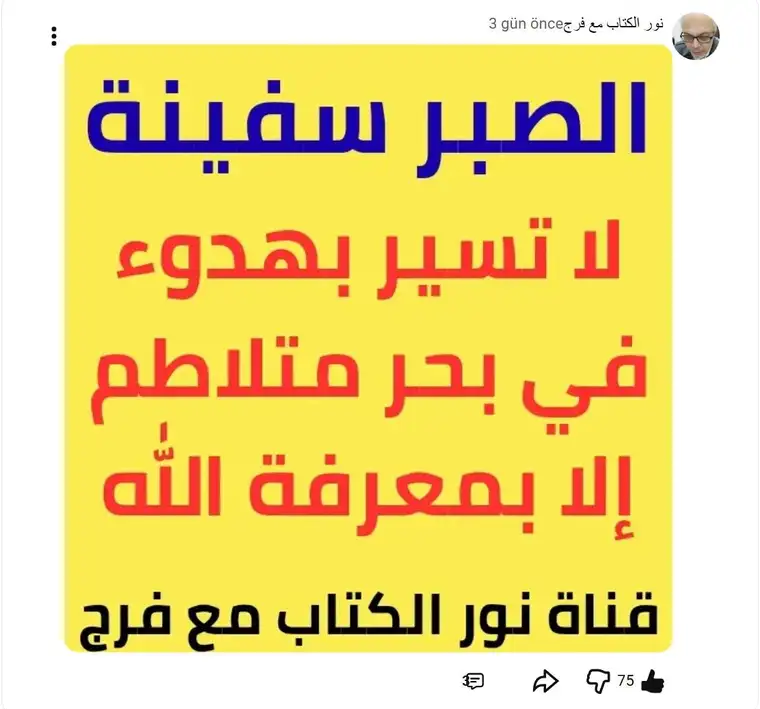 نور الكتاب مع فرج3 gün önce
الصبر سفينة
لا تسير بهدوء
في بحر متلاطم
إلا بمعرفة الله
قناة نور الكتاب مع فرج
75
3